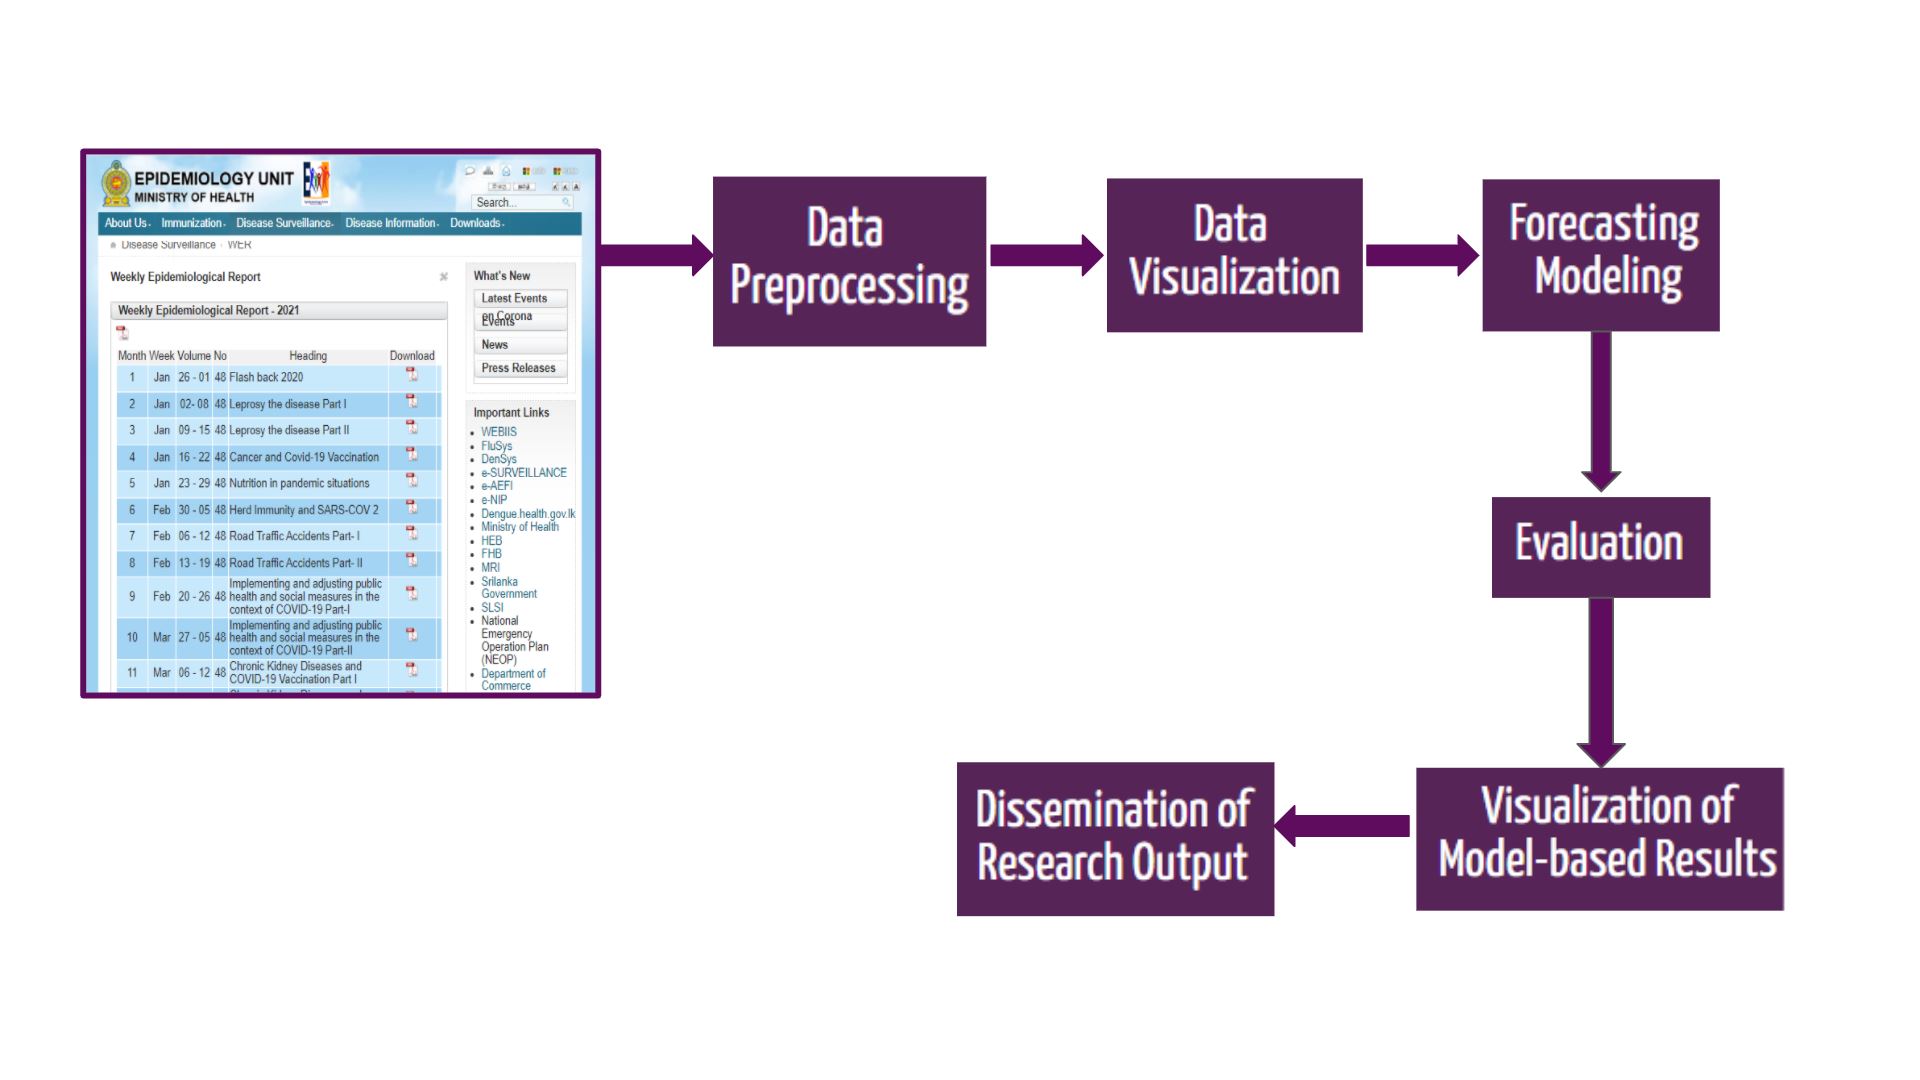 EPIDEMIOLOGY UNIT
MINISTRY OF HEALTH
Search...
About Us Immunization Disease Surveillance Disease Information Downloads
Disease Surveillance WER
Weekly Epidemiological Report
Weekly Epidemiological Report - 2021
Month Week Volume No Heading Download
1 Jan 26 - 01 48 Flash back 2020
2 Jan 02- 08 48 Leprosy the disease Part I
3 Jan 09 - 15 48 Leprosy the disease Part II
4 Jan 16 - 22 48 Cancer and Covid-19 Vaccination
5 Jan 23 - 29 48 Nutrition in pandemic situations
6 Feb 30 - 05 48 Herd Immunity and SARS-COV 2
7 Feb 06 - 12 48 Road Traffic Accidents Part- I
8 Feb 13 - 19 48 Road Traffic Accidents Part- II
Implementing and adjusting public
9 Feb 20 - 26 48 health and social measures in the
context of COVID-19 Part-I
Implementing and adjusting public
10 Mar 27 - 05 48 health and social measures in the
context of COVID-19 Part-II
11 Mar 06 - 12 48 Chronic Kidney Diseases and
COVID-19 Vaccination Part I
What's New
Latest Events
on Corona
Events
News
Press Releases
Important Links
WEBIIS
FluSys
DenSys
e-SURVEILLANCE
e-AEFI
e-NIP
Dengue.health.gov.lk
Ministry of Health
HEB
FHB
MRI
Srilanka
Government
SLSI
National
Emergency
Operation Plan
(NEOP)
Department of
Commerce
Data
Preprocessing
Data
Visualization
Forecasting
Modeling
Evaluation
Visualization of
Model-based Results
Dissemination of
Research Output